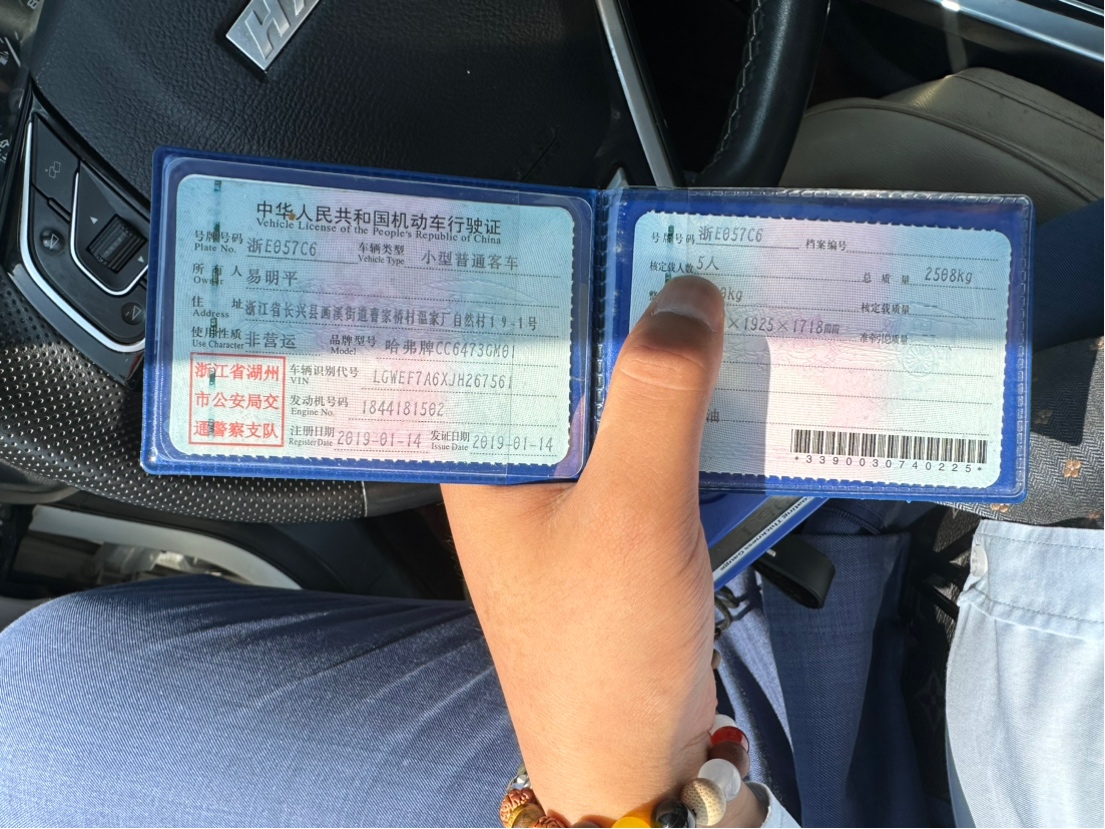 中华人民共和国机动车行驶证
Vehicle License of the People's Republic of China
号牌号码 浙E057C6 车辆类型 小型普通客车
Plate No. Vehicle Type
所有人 易明平
Owner
住址 浙江省长兴县画溪街道曹家桥村温家厂自然村19-1号
Address
使用性质 非营运 品牌型号 哈弗牌CC6473GM01
Use Character Model
浙江省湖州
市公安局交
通警察支队
车辆识别代号 LGWEF7A6XJH267561
VIN
发动机号码 1844181502
Engine No.
注册日期 2019-01-14 发证日期 2019-01-14
Register Date Issue Date
号牌号码 浙E057C6 档案编号
核定载人数 5人 总质量 2508kg
0kg 核定载质量
×1925×1718mm 准牵引总质量
油
*3390030740225*